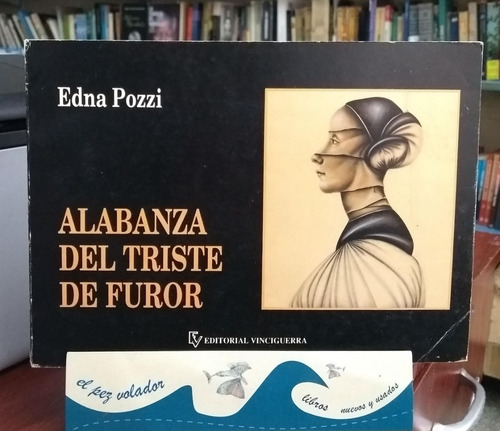 Edna Pozzi
ALABANZA
DEL TRISTE
DE FUROR
EDITORIAL VINCIGUERRA
el pez volador
libros nuevos y usados